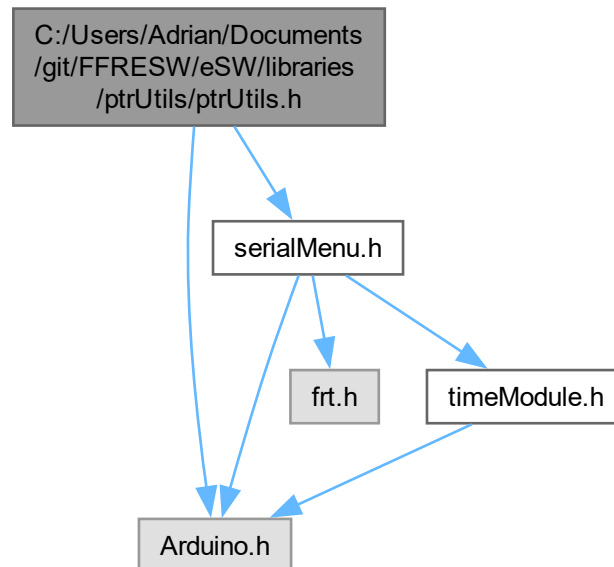 C:/Users/Adrian/Documents
/git/FFRESW/eSW/libraries
/ptrUtils/ptrUtils.h
serialMenu.h
frt.h
timeModule.h
Arduino.h